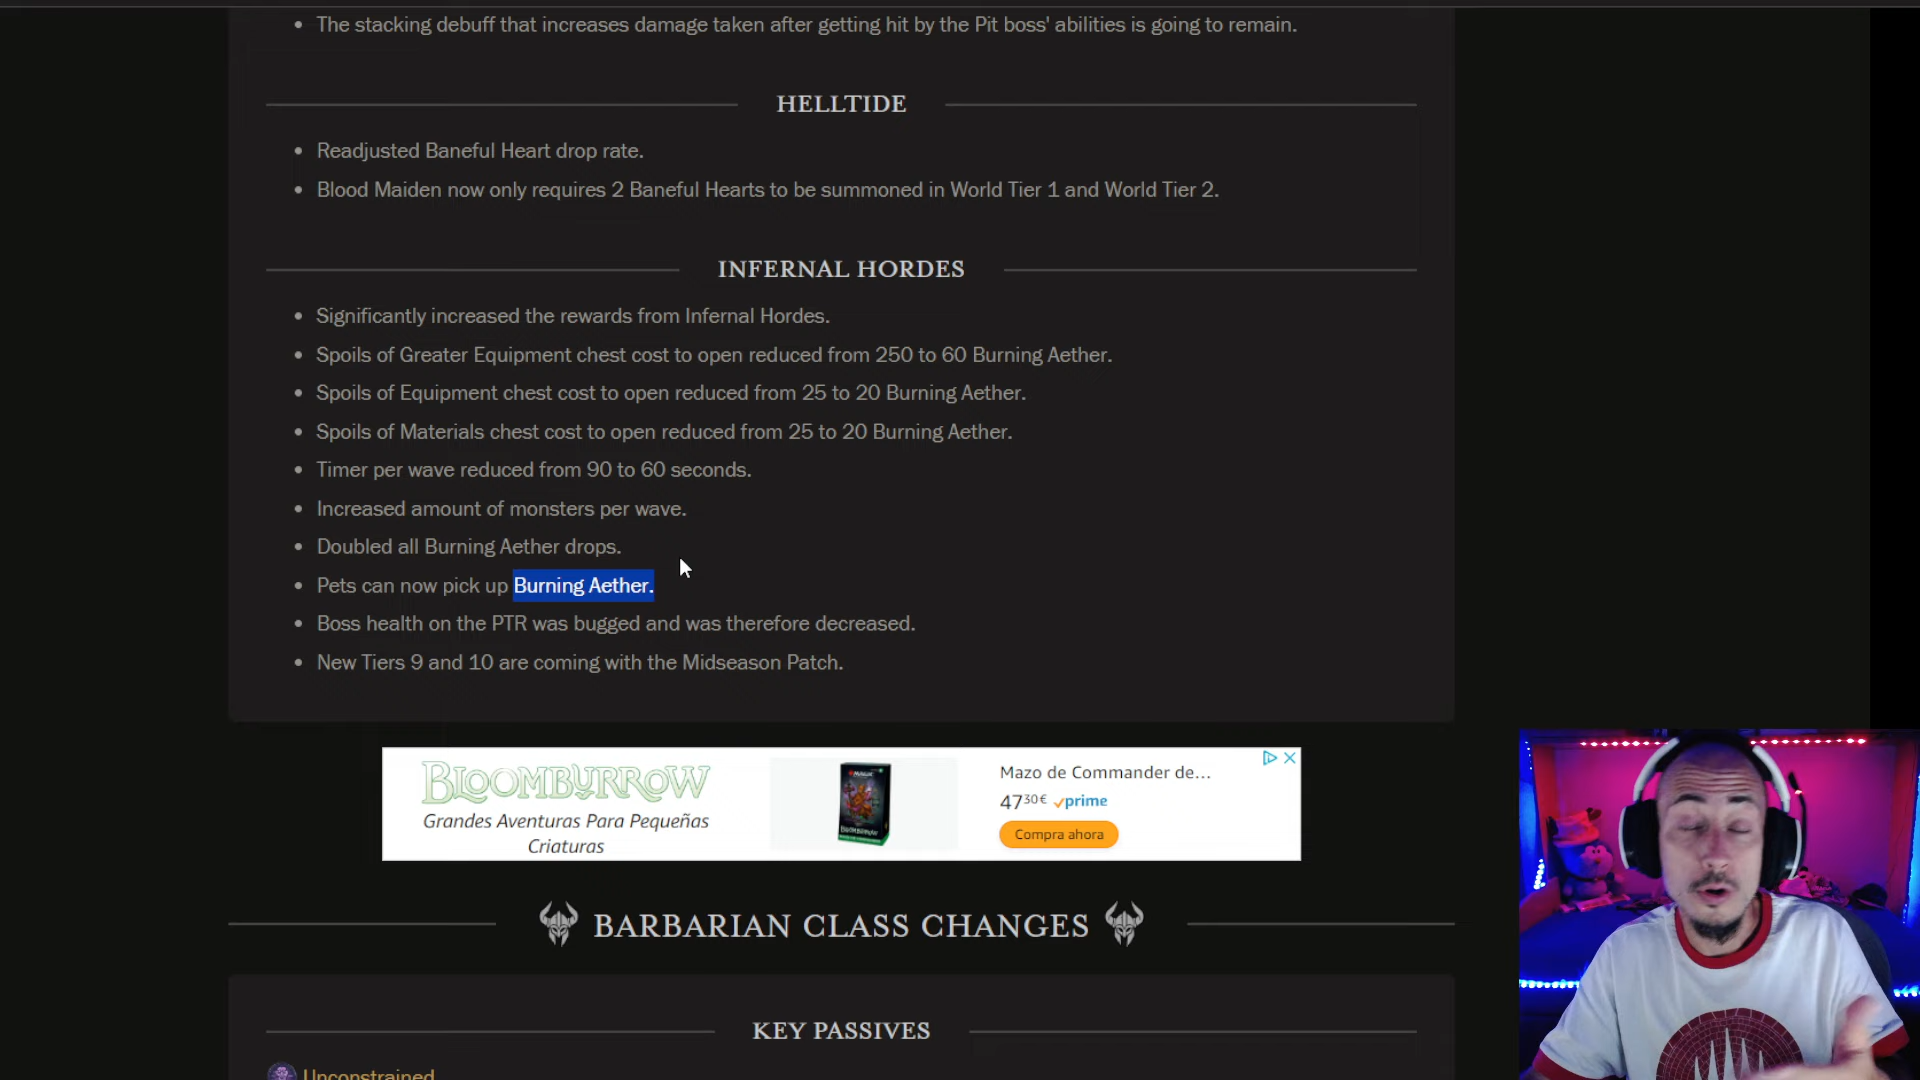 The stacking debuff that increases damage taken after getting hit by the Pit boss' abilities is going to remain.
HELLTIDE
Readjusted Baneful Heart drop rate.
Blood Maiden now only requires 2 Baneful Hearts to be summoned in World Tier 1 and World Tier 2.
INFERNAL HORDES
Significantly increased the rewards from Infernal Hordes.
Spoils of Greater Equipment chest cost to open reduced from 250 to 60 Burning Aether.
Spoils of Equipment chest cost to open reduced from 25 to 20 Burning Aether.
Spoils of Materials chest cost to open reduced from 25 to 20 Burning Aether.
Timer per wave reduced from 90 to 60 seconds.
Increased amount of monsters per wave.
Doubled all Burning Aether drops.
Pets can now pick up Burning Aether.
Boss health on the PTR was bugged and was therefore decreased.
New Tiers 9 and 10 are coming with the Midseason Patch.
BLOOMBURROW
Grandes Aventuras Para Pequeñas
Criaturas
Mazo de Commander de...
4730€ prime
Compra ahora
BARBARIAN CLASS CHANGES
KEY PASSIVES
Unconstrained